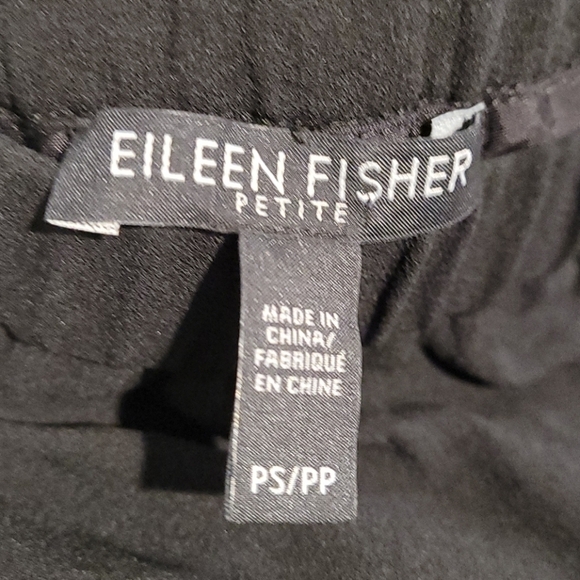 EILEEN FISHER
PETITE
MADE IN
CHINA/
FABRIQUÉ
EN CHINE
PS/PP